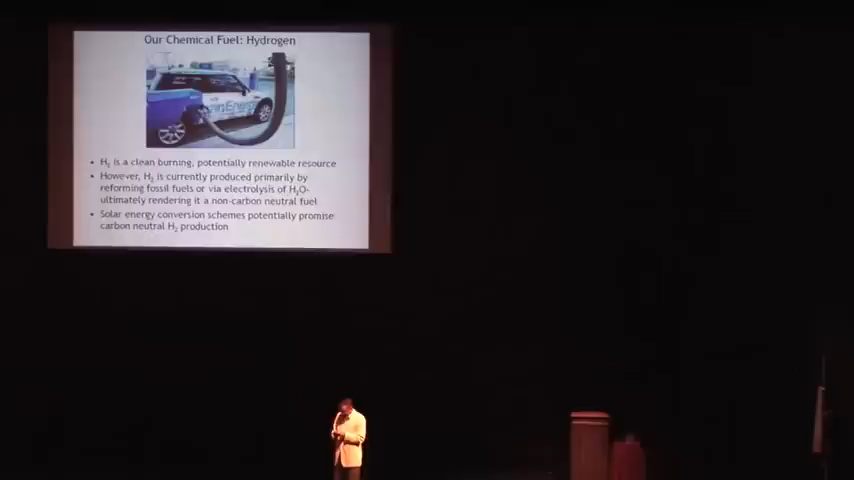 Our Chemical Fuel: Hydrogen
• H₂ is a clean burning, potentially renewable resource
• However, H₂ is currently produced primarily by
reforming fossil fuels or via electrolysis of H₂O-
ultimately rendering it a non-carbon neutral fuel
• Solar energy conversion schemes potentially promise
carbon neutral H₂ production